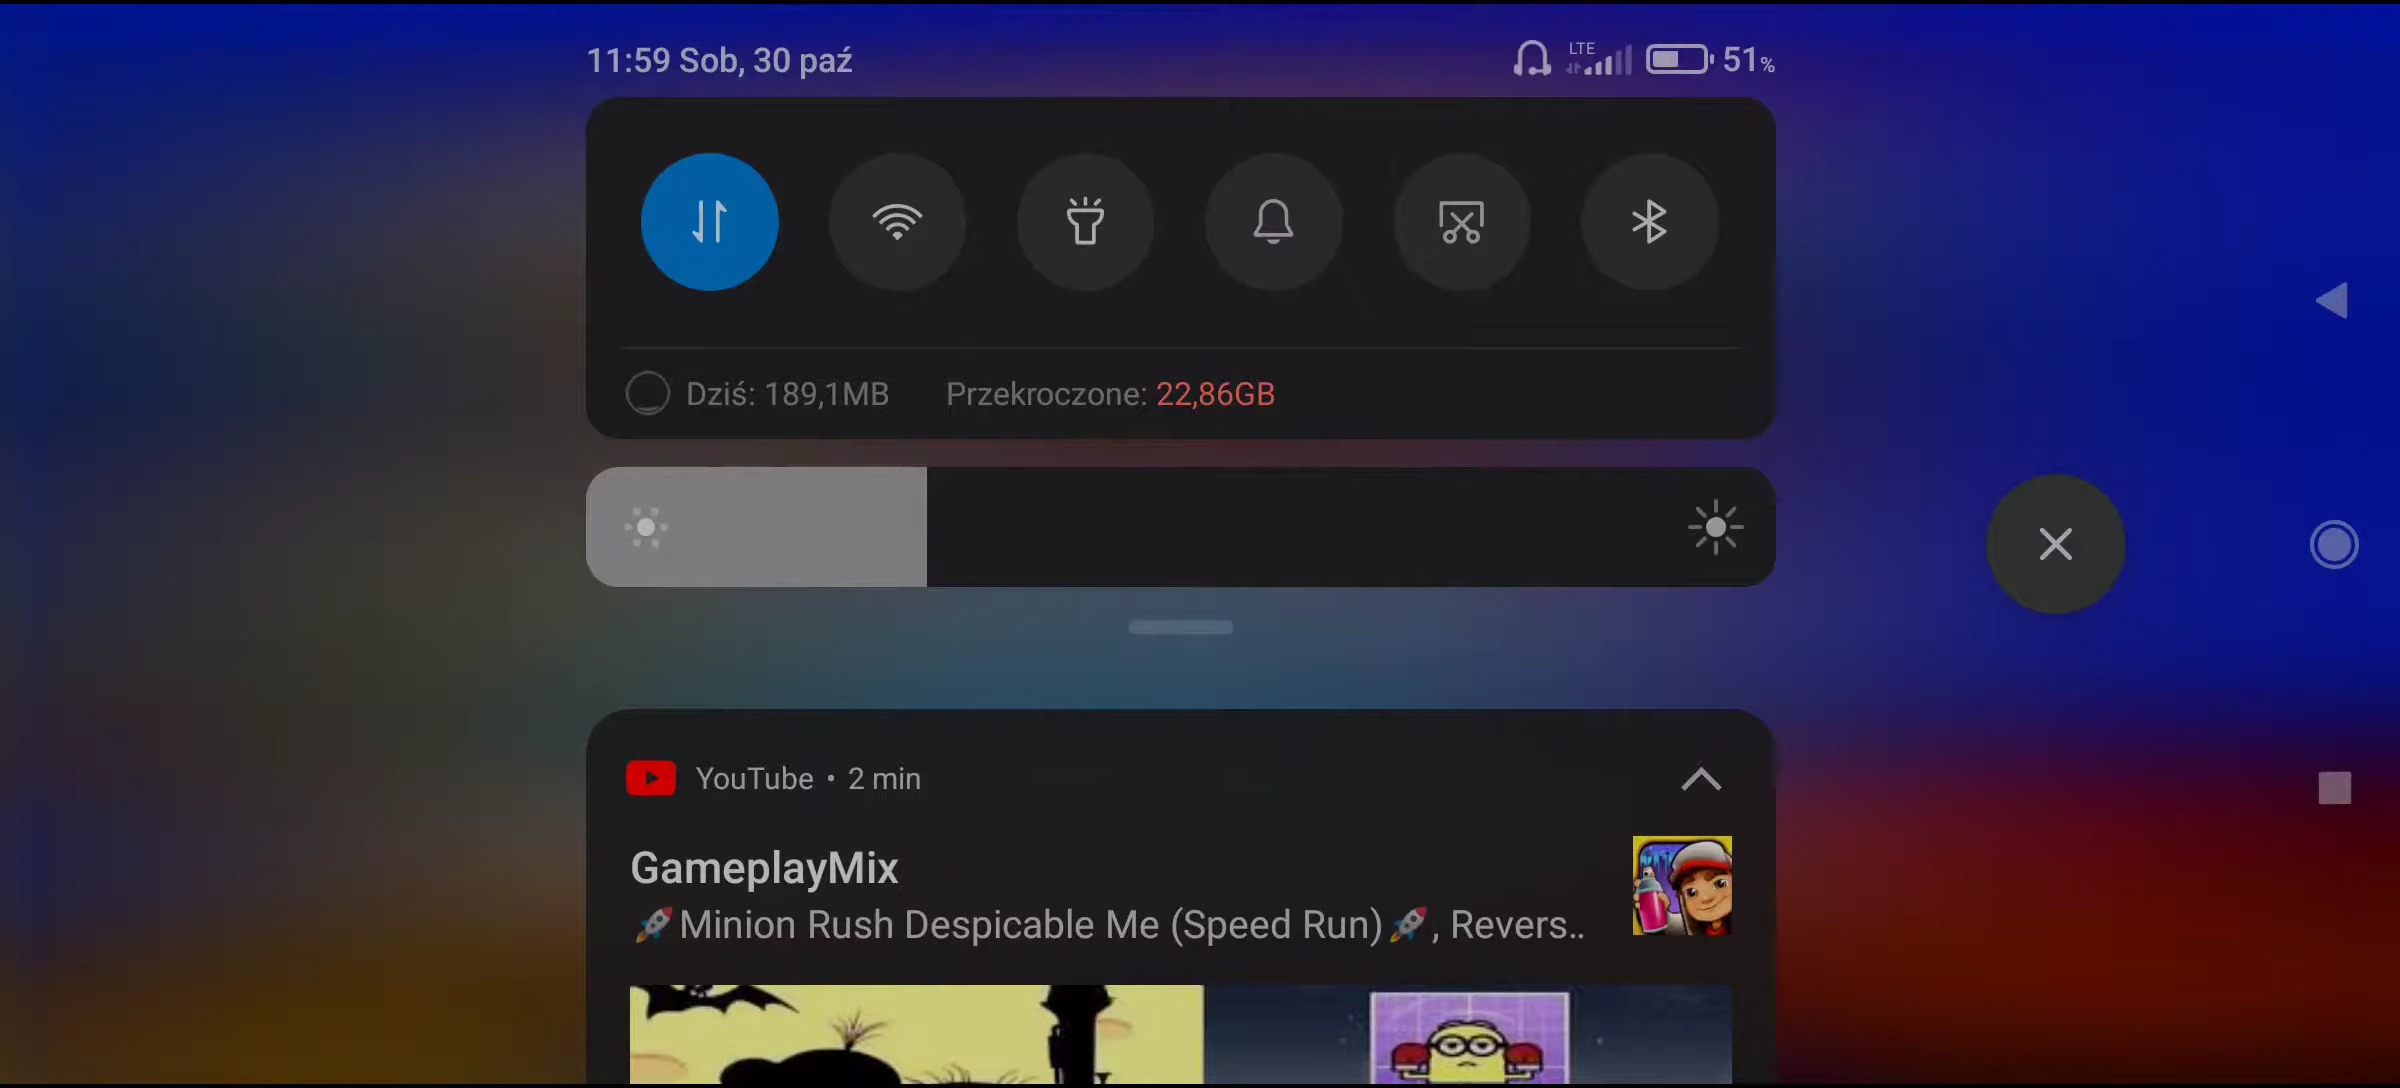 11:59 Sob, 30 paź
LTE
51%
Dziś: 189,1MB Przekroczone: 22,86GB
YouTube • 2 min
GameplayMix
🚀Minion Rush Despicable Me (Speed Run)🚀, Revers..